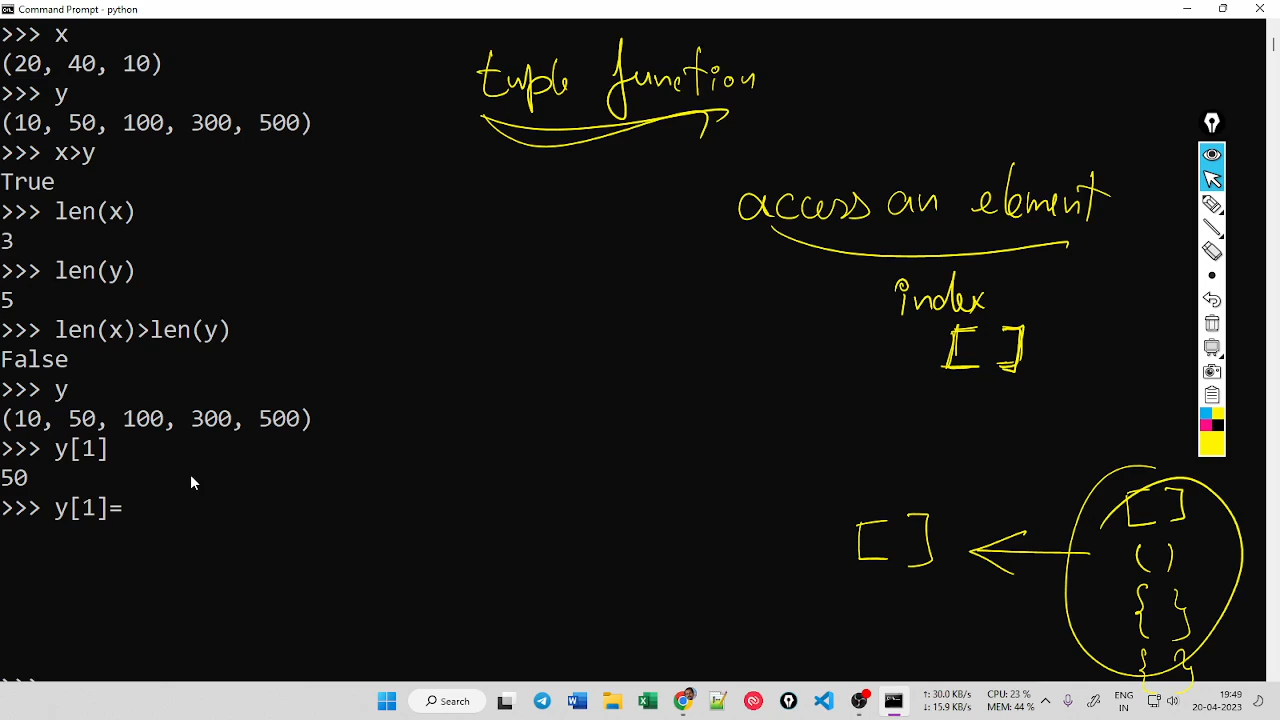 Command Prompt - python
>>> x
(20, 40, 10)
>>> y
(10, 50, 100, 300, 500)
>>> x>y
True
>>> len(x)
3
>>> len(y)
5
>>> len(x)>len(y)
False
>>> y
(10, 50, 100, 300, 500)
>>> y[1]
50
>>> y[1]=
tuple function
access an element
index
[ ]
[ ]
[ ]
( )
{ }
{ }
Search
↑: 30.0 KB/s
↓: 15.9 KB/s
CPU: 23 %
MEM: 44 %
ENG
IN
19:49
20-04-2023